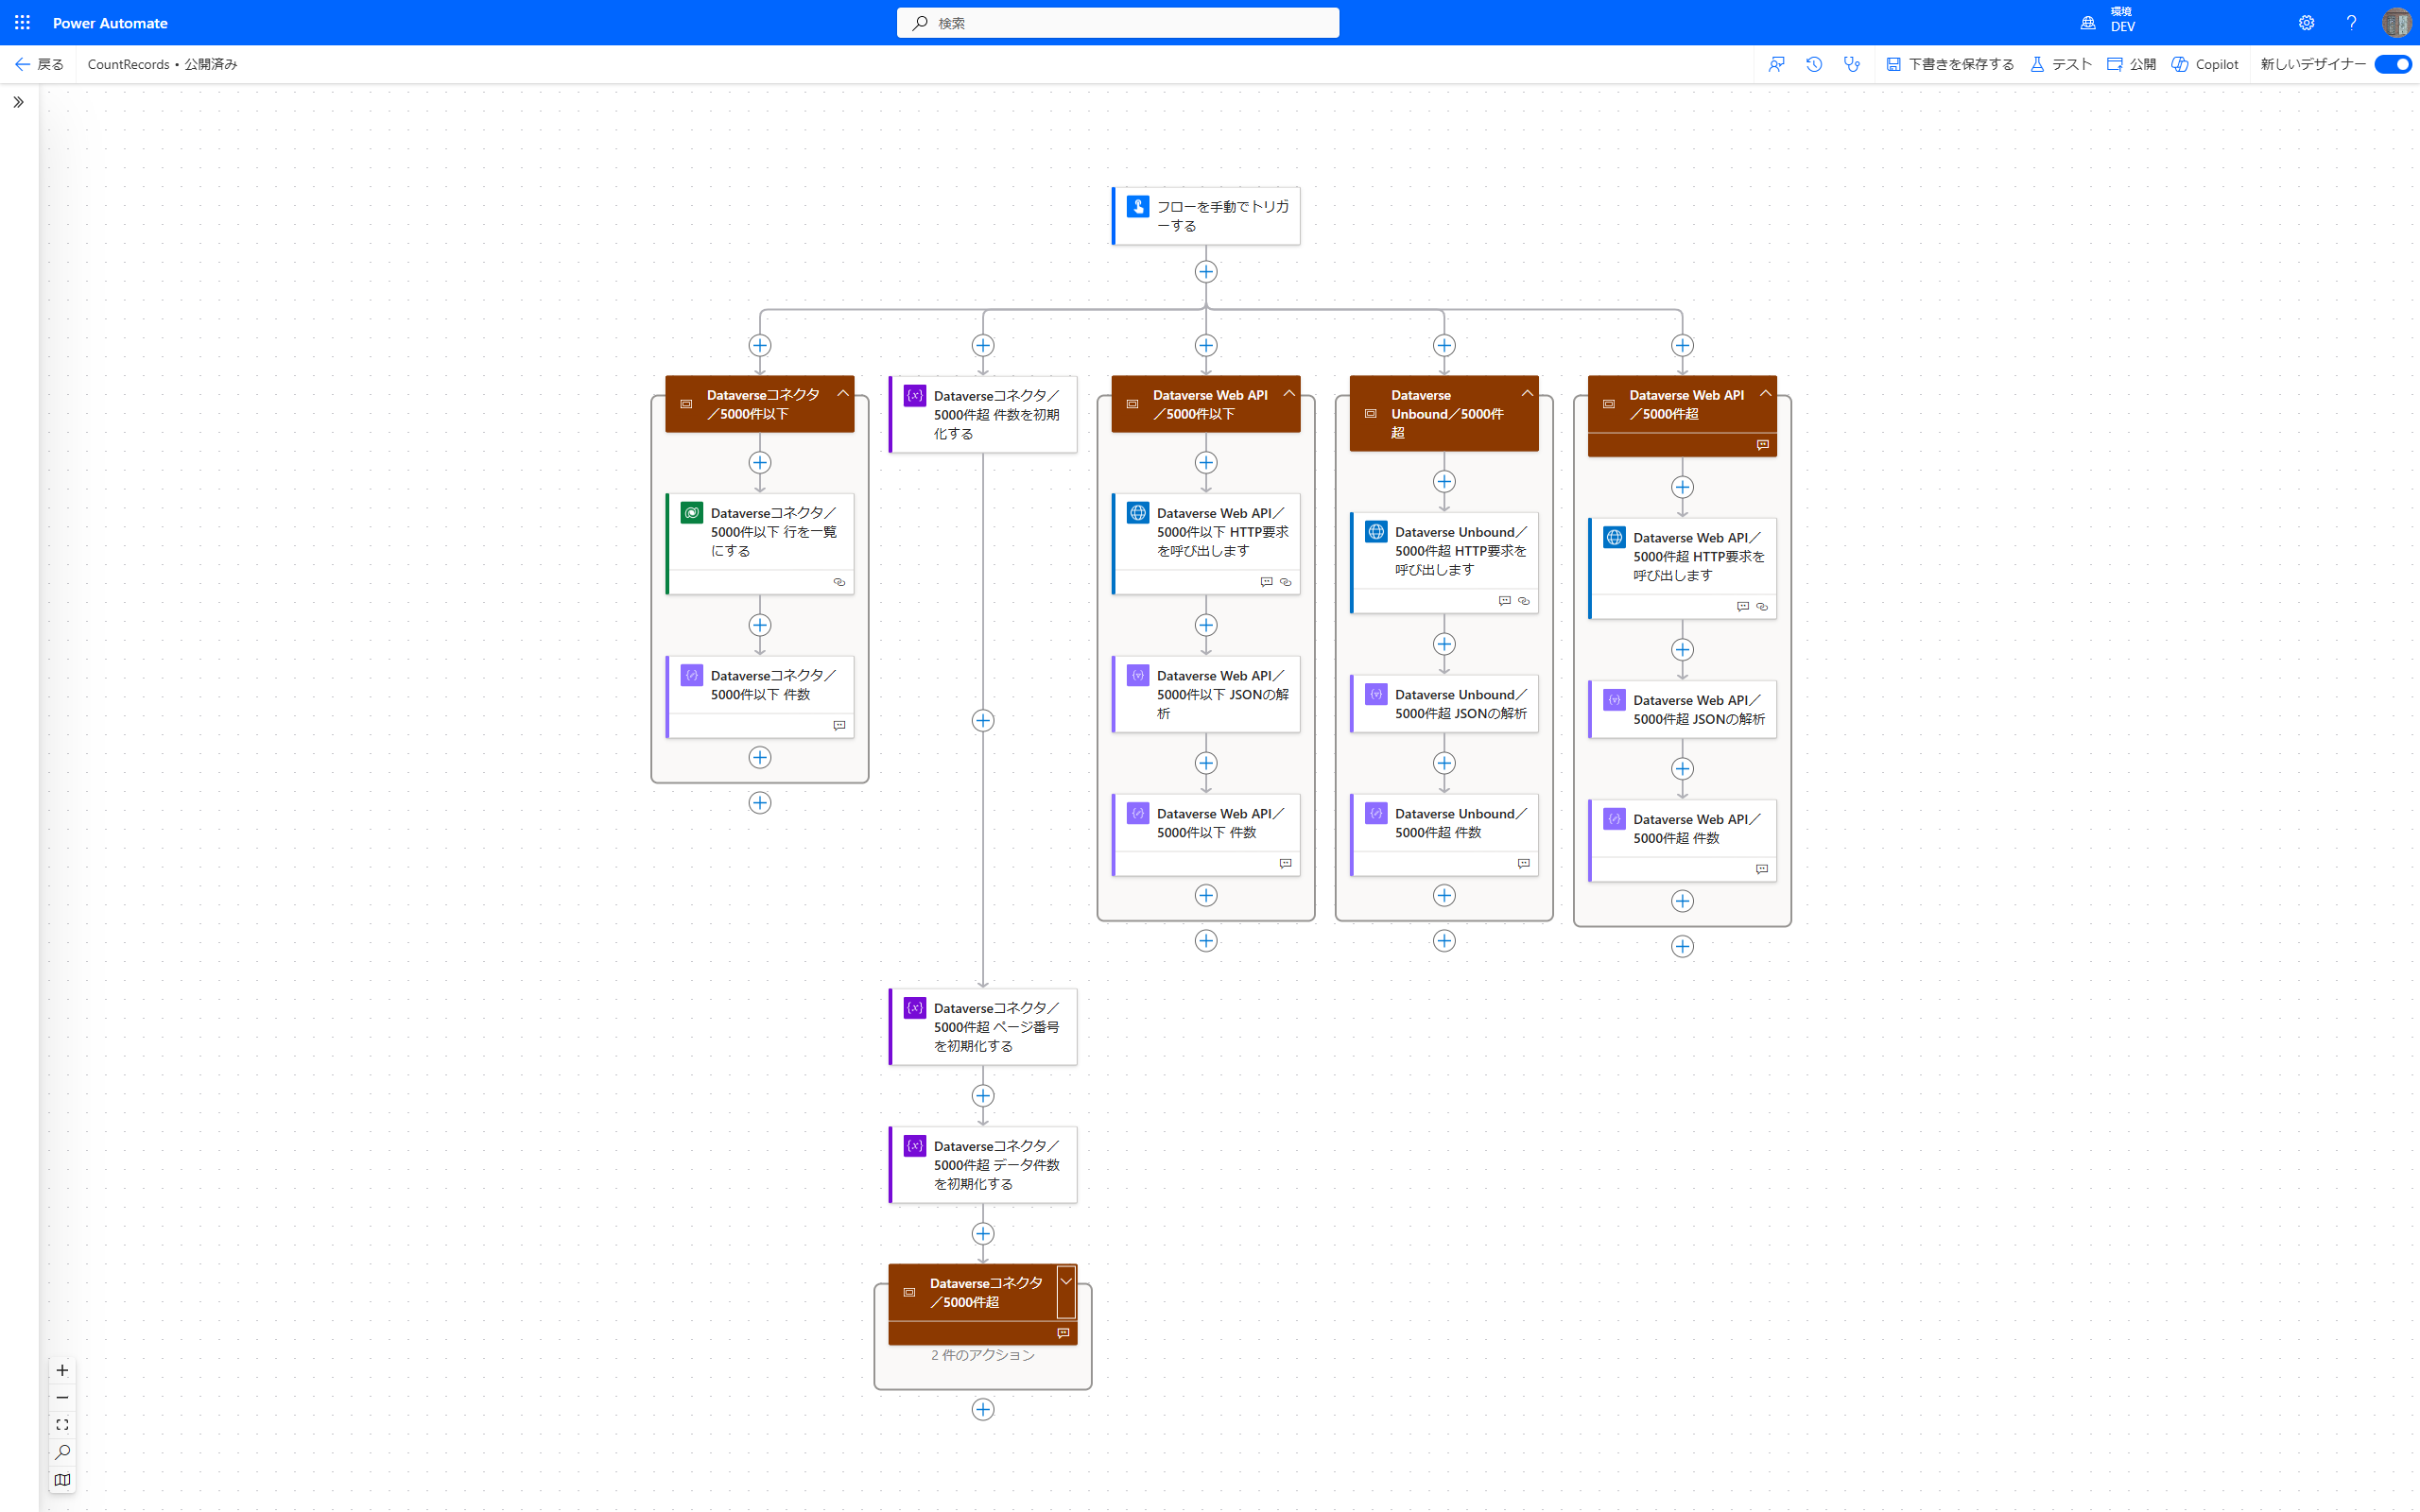 Power Automate
検索
環境
DEV
戻る
CountRecords • 公開済み
下書きを保存する
テスト
公開
Copilot
新しいデザイナー
フローを手動でトリガ
ーする
Dataverseコネクタ
／5000件以下
Dataverseコネクタ／
5000件以下 行を一覧
にする
Dataverseコネクタ／
5000件以下 件数
Dataverseコネクタ／
5000件超 件数を初期
化する
Dataverseコネクタ／
5000件超 ページ番号
を初期化する
Dataverseコネクタ／
5000件超 データ件数
を初期化する
Dataverseコネクタ
／5000件超
2 件のアクション
Dataverse Web API
／5000件以下
Dataverse Web API／
5000件以下 HTTP要求
を呼び出します
Dataverse Web API／
5000件以下 JSONの解
析
Dataverse Web API／
5000件以下 件数
Dataverse
Unbound／5000件
超
Dataverse Unbound／
5000件超 HTTP要求を
呼び出します
Dataverse Unbound／
5000件超 JSONの解析
Dataverse Unbound／
5000件超 件数
Dataverse Web API
／5000件超
Dataverse Web API／
5000件超 HTTP要求を
呼び出します
Dataverse Web API／
5000件超 JSONの解析
Dataverse Web API／
5000件超 件数